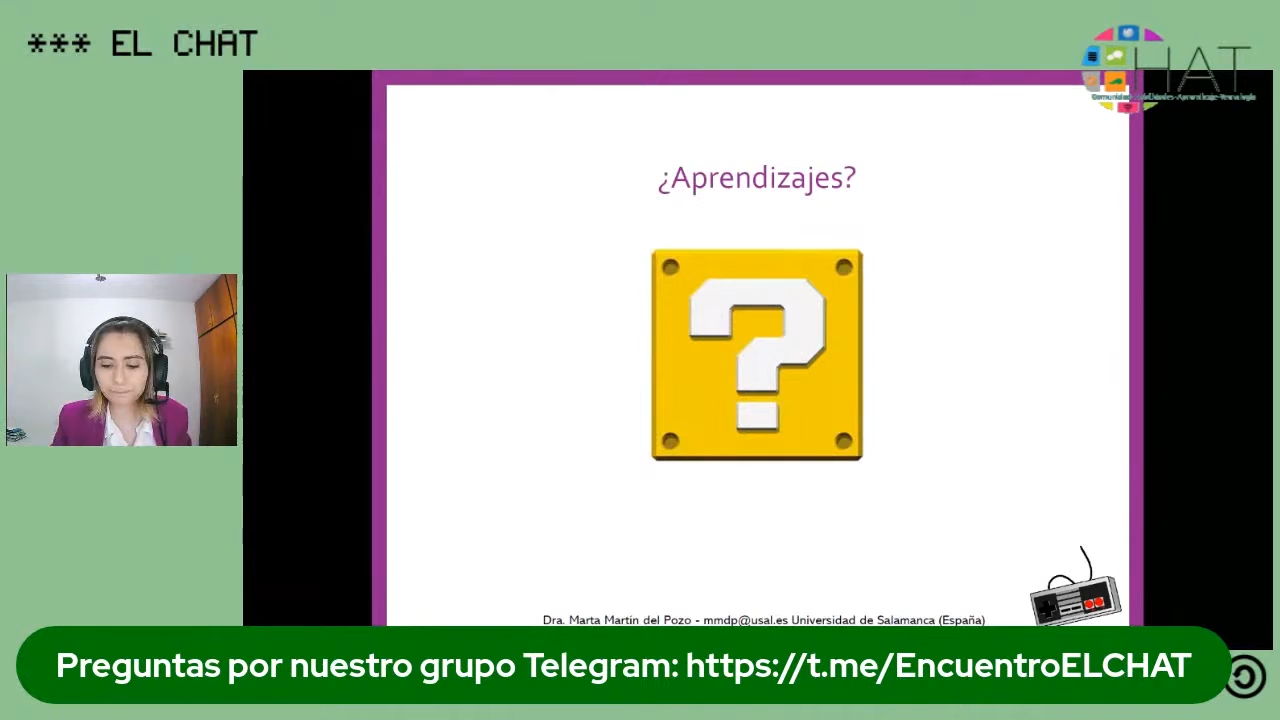 *** EL CHAT
HAT
¿Aprendizajes?
?
Dra. Marta Martín del Pozo - mmdp@usal.es Universidad de Salamanca (España)
Preguntas por nuestro grupo Telegram: https://t.me/EncuentroELCHAT